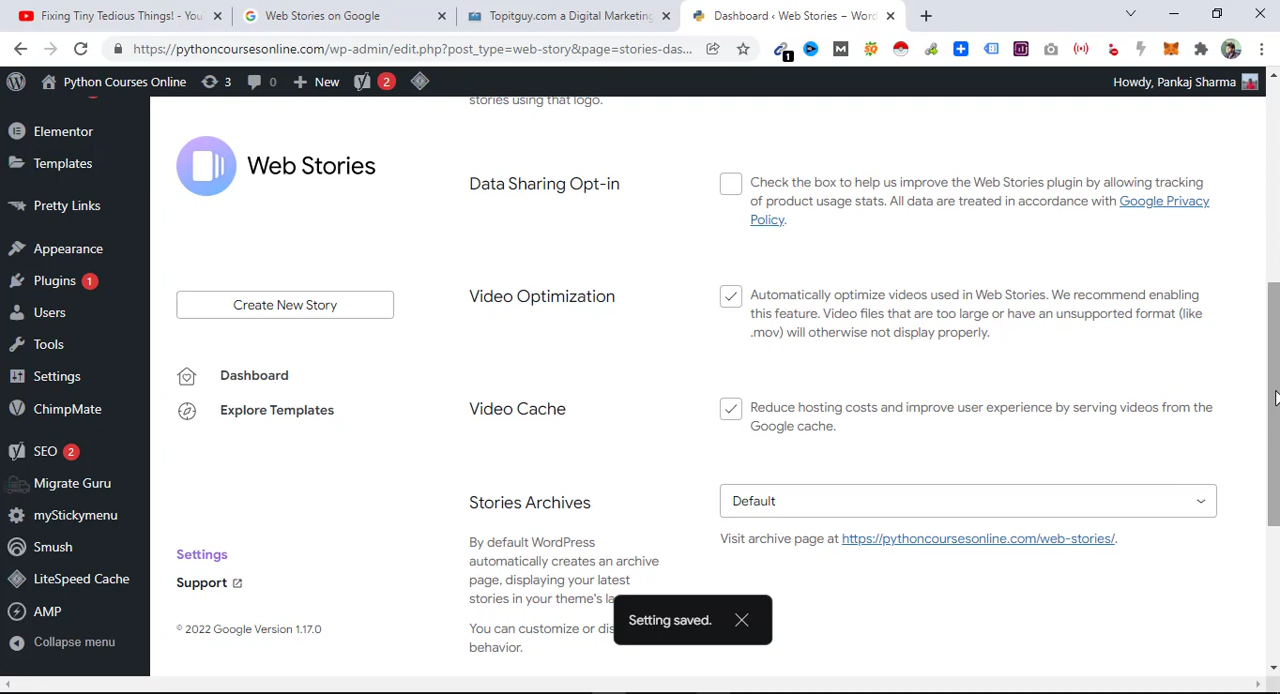 Fixing Tiny Tedious Things! - You
Web Stories on Google
Topitguy.com a Digital Marketing
Dashboard ‹ Web Stories — Word
https://pythoncoursesonline.com/wp-admin/edit.php?post_type=web-story&page=stories-das...
1
Python Courses Online
3
0
New
2
Howdy, Pankaj Sharma
Elementor
Templates
Pretty Links
Appearance
Plugins 1
Users
Tools
Settings
ChimpMate
SEO 2
Migrate Guru
myStickymenu
Smush
LiteSpeed Cache
AMP
Collapse menu
Web Stories
Create New Story
Dashboard
Explore Templates
Settings
Support
© 2022 Google Version 1.17.0
stories using that logo.
Data Sharing Opt-in
Check the box to help us improve the Web Stories plugin by allowing tracking
of product usage stats. All data are treated in accordance with Google Privacy
Policy.
Video Optimization
Automatically optimize videos used in Web Stories. We recommend enabling
this feature. Video files that are too large or have an unsupported format (like
.mov) will otherwise not display properly.
Video Cache
Reduce hosting costs and improve user experience by serving videos from the
Google cache.
Stories Archives
By default WordPress
automatically creates an archive
page, displaying your latest
stories in your theme's
You can customize or
behavior.
Default
Visit archive page at https://pythoncoursesonline.com/web-stories/.
Setting saved.